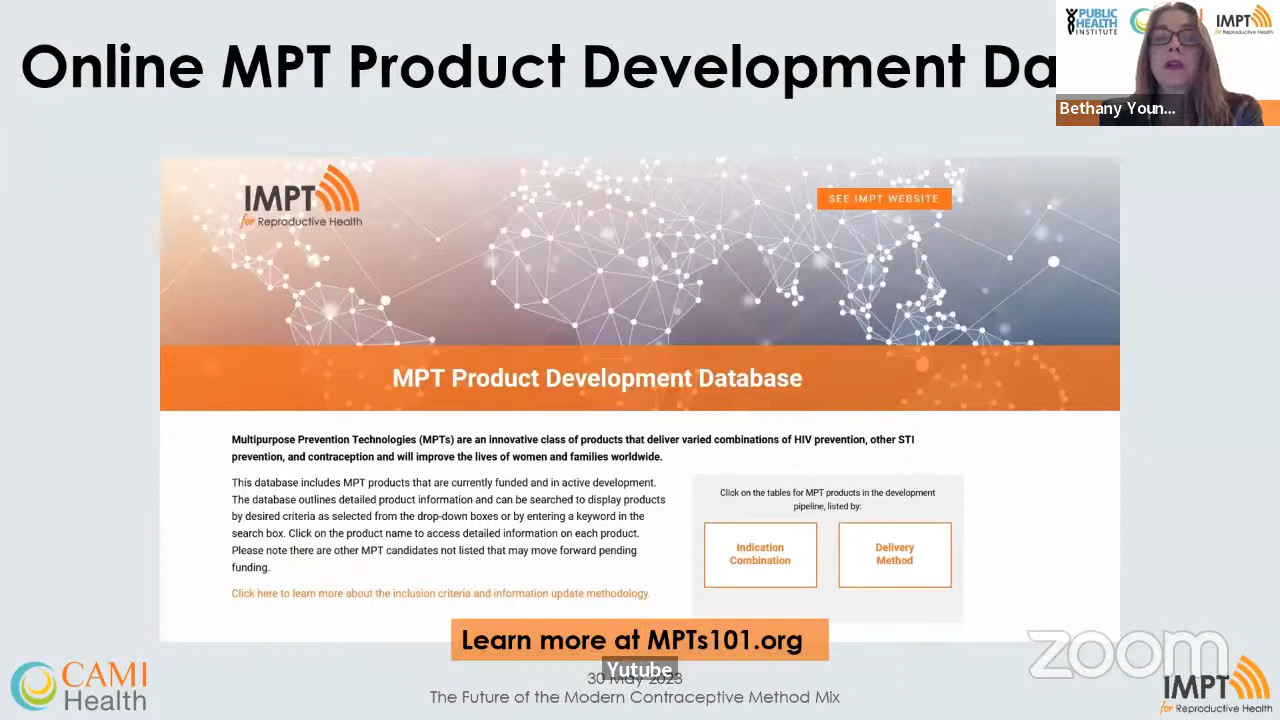 Online MPT Product Development Da
PUBLIC
HEALTH
INSTITUTE
IMPT
for Reproductive Health
Bethany Youn...
IMPT
for Reproductive Health
SEE IMPT WEBSITE
MPT Product Development Database
Multipurpose Prevention Technologies (MPTs) are an innovative class of products that deliver varied combinations of HIV prevention, other STI
prevention, and contraception and will improve the lives of women and families worldwide.
This database includes MPT products that are currently funded and in active development.
The database outlines detailed product information and can be searched to display products
by desired criteria as selected from the drop-down boxes or by entering a keyword in the
search box. Click on the product name to access detailed information on each product.
Please note there are other MPT candidates not listed that may move forward pending
funding.
Click here to learn more about the inclusion criteria and information update methodology.
Click on the tables for MPT products in the development
pipeline, listed by:
Indication
Combination
Delivery
Method
Learn more at MPTs101.org
Yutube
30 May 2023
The Future of the Modern Contraceptive Method Mix
CAMI
Health
zoom
IMPT
for Reproductive Health